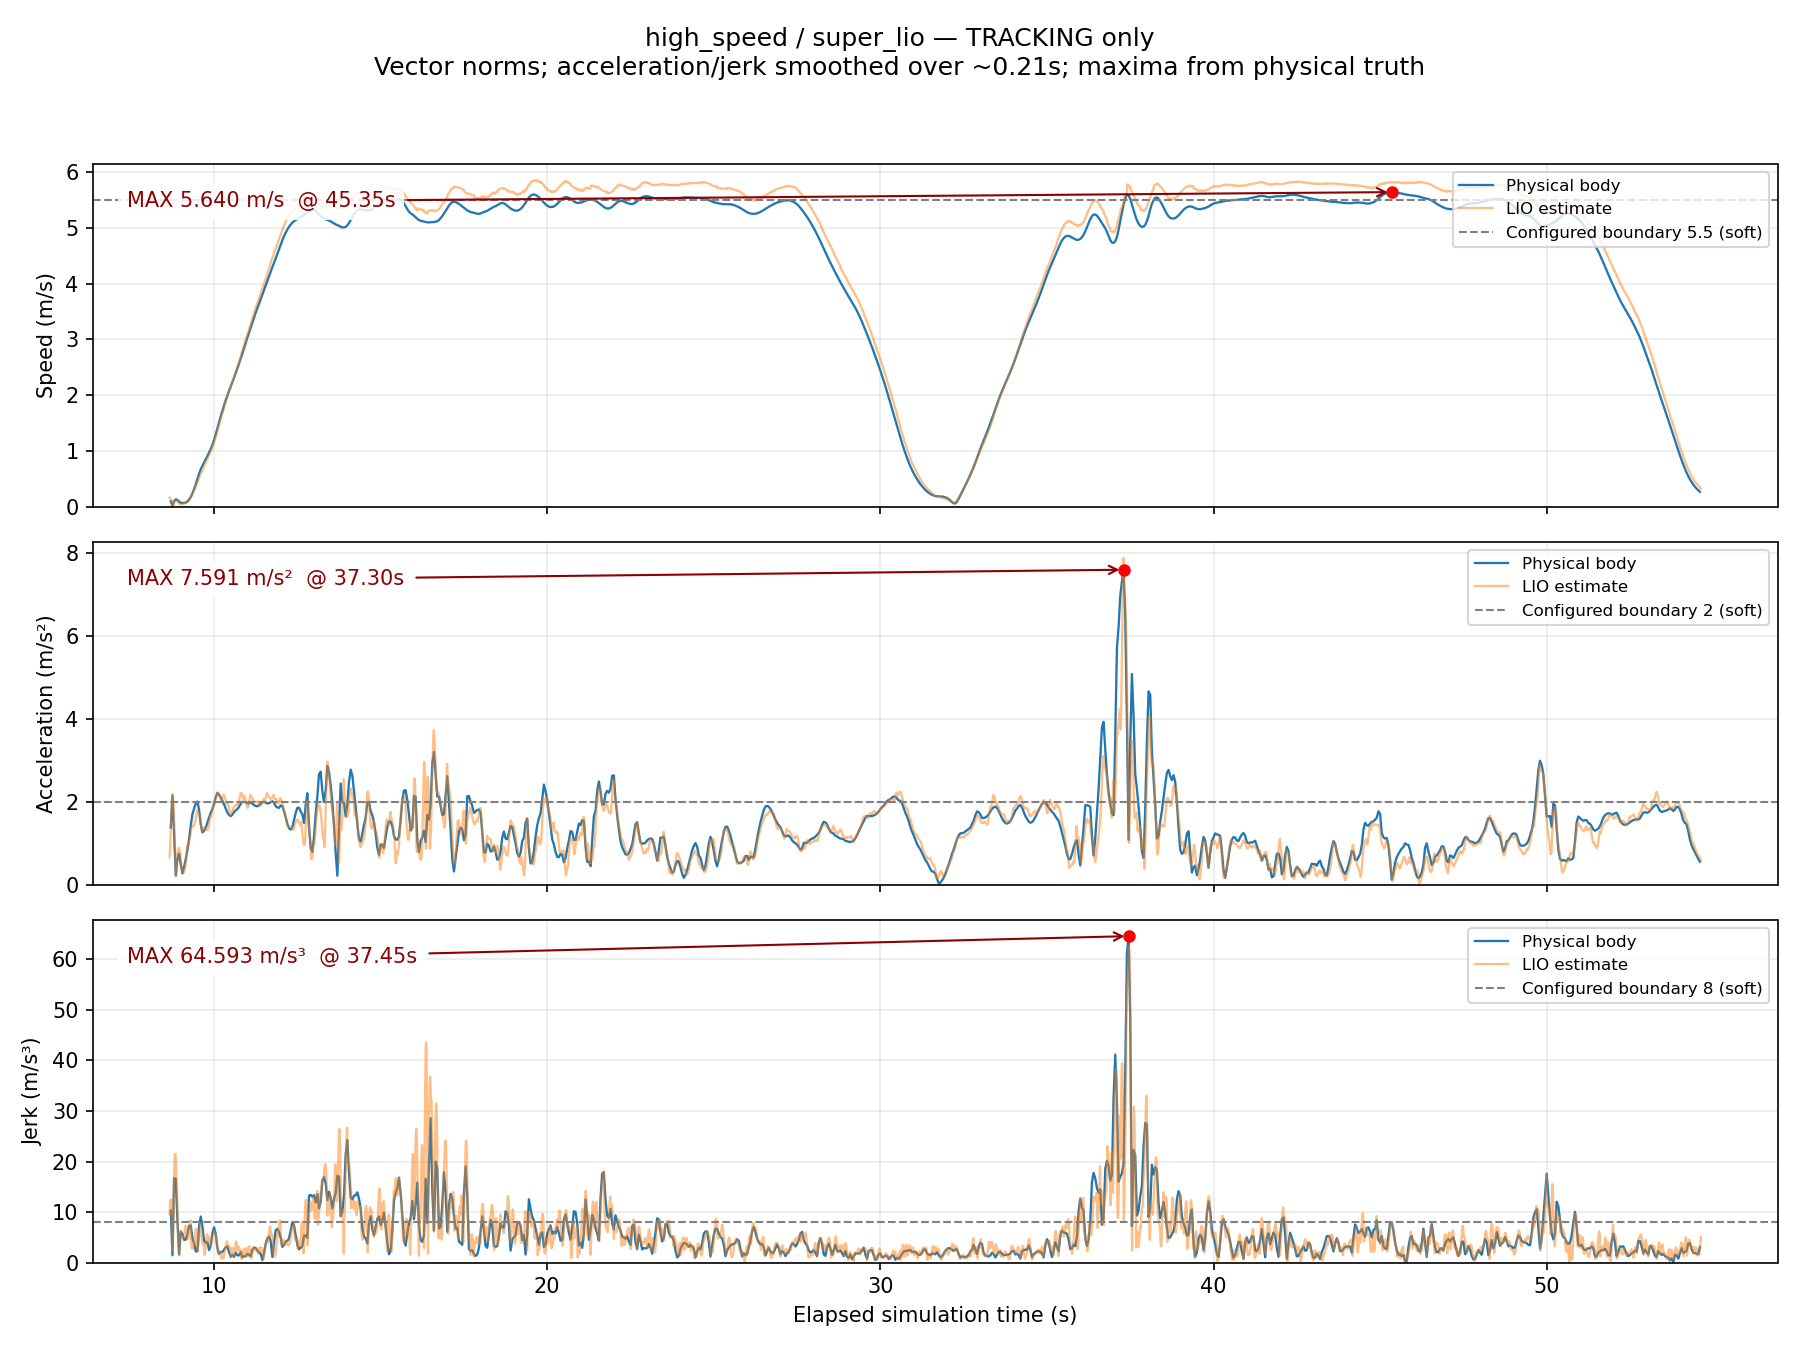 high_speed / super_lio — TRACKING only
Vector norms; acceleration/jerk smoothed over ~0.21s; maxima from physical truth
Speed (m/s)
6
5
4
3
2
1
0
MAX 5.640 m/s  @ 45.35s
Physical body
LIO estimate
Configured boundary 5.5 (soft)
Acceleration (m/s²)
8
6
4
2
0
MAX 7.591 m/s²  @ 37.30s
Physical body
LIO estimate
Configured boundary 2 (soft)
Jerk (m/s³)
60
50
40
30
20
10
0
MAX 64.593 m/s³  @ 37.45s
Physical body
LIO estimate
Configured boundary 8 (soft)
10 20 30 40 50
Elapsed simulation time (s)